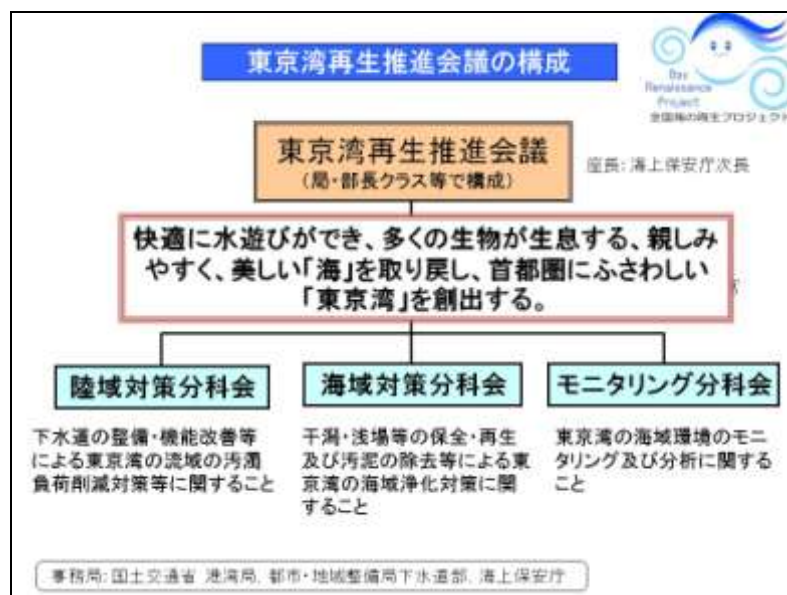 東京湾再生推進会議の構成
Bay
Renaissance
Project
全国海の再生プロジェクト
東京湾再生推進会議
(局・部長クラス等で構成)
座長:海上保安庁次長
快適に水遊びができ、多くの生物が生息する、親しみ
やすく、美しい「海」を取り戻し、首都圏にふさわしい
「東京湾」を創出する。
陸域対策分科会
下水道の整備・機能改善等
による東京湾の流域の汚濁
負荷削減対策等に関すること
海域対策分科会
干潟・浅場等の保全・再生
及び汚泥の除去等による東
京湾の海域浄化対策に関
すること
モニタリング分科会
東京湾の海域環境のモニ
タリング及び分析に関する
こと
事務局:国土交通省 港湾局, 都市・地域整備局下水道部, 海上保安庁